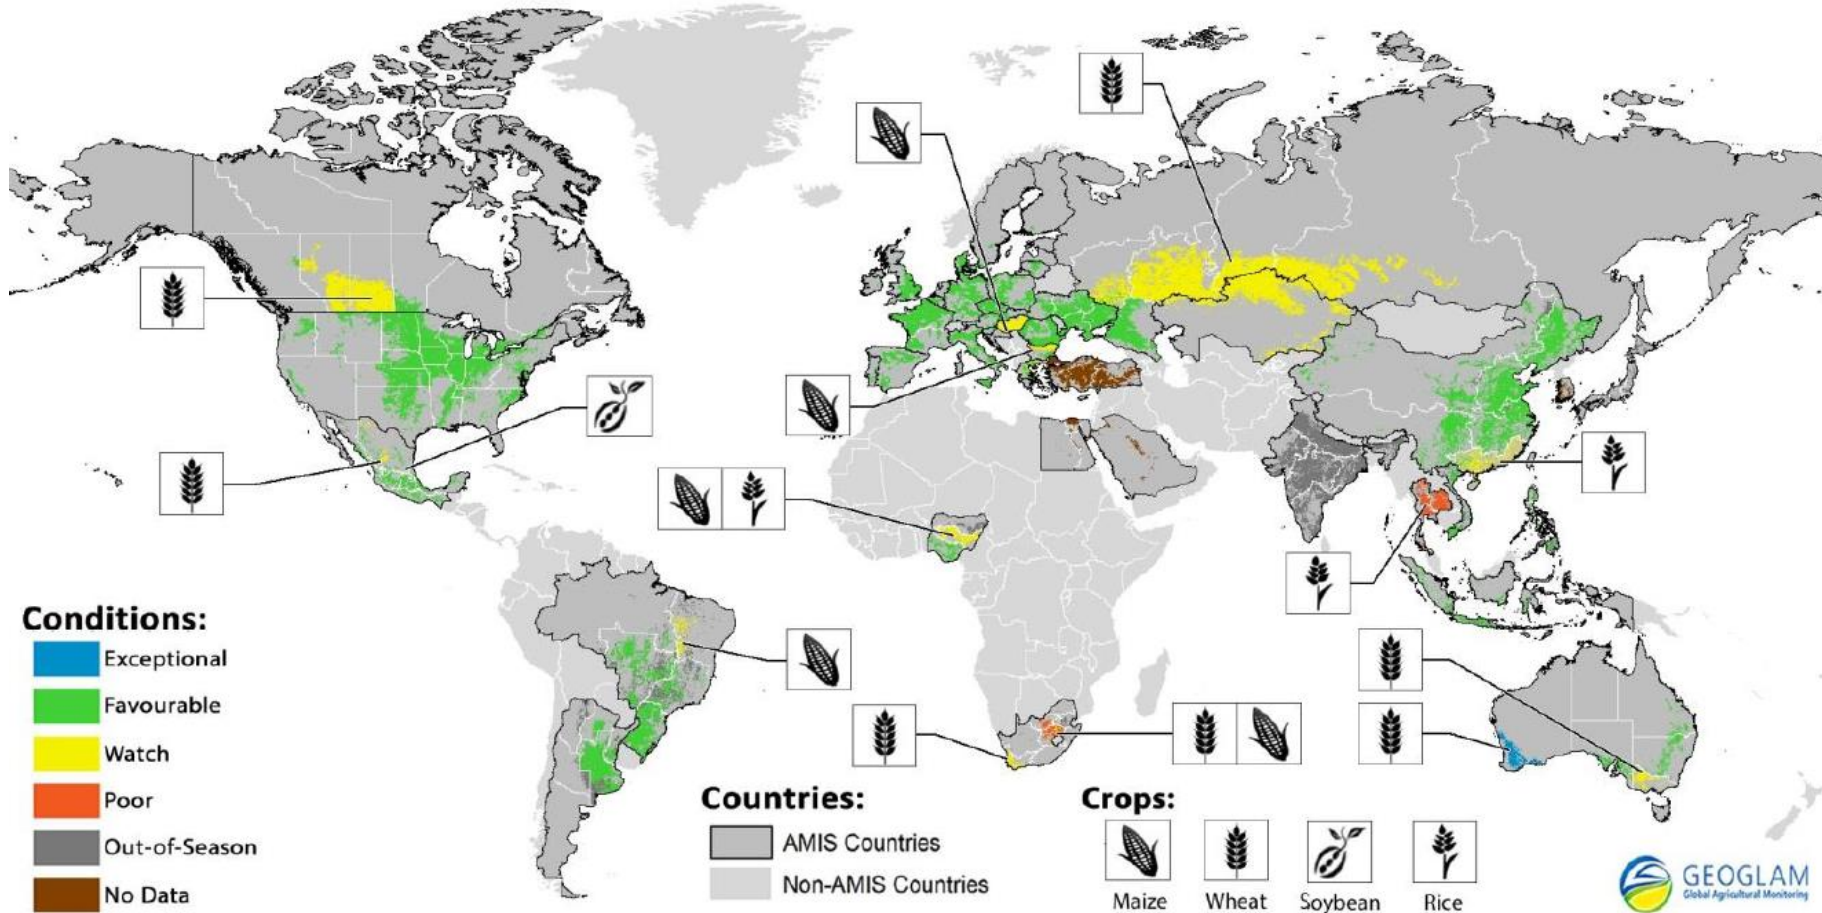 Conditions:
Exceptional
Favourable
Watch
Poor
Out-of-Season
No Data
Countries:
AMIS Countries
Non-AMIS Countries
Crops:
Maize
Wheat
Soybean
Rice
GEOGLAM
Global Agricultural Monitoring